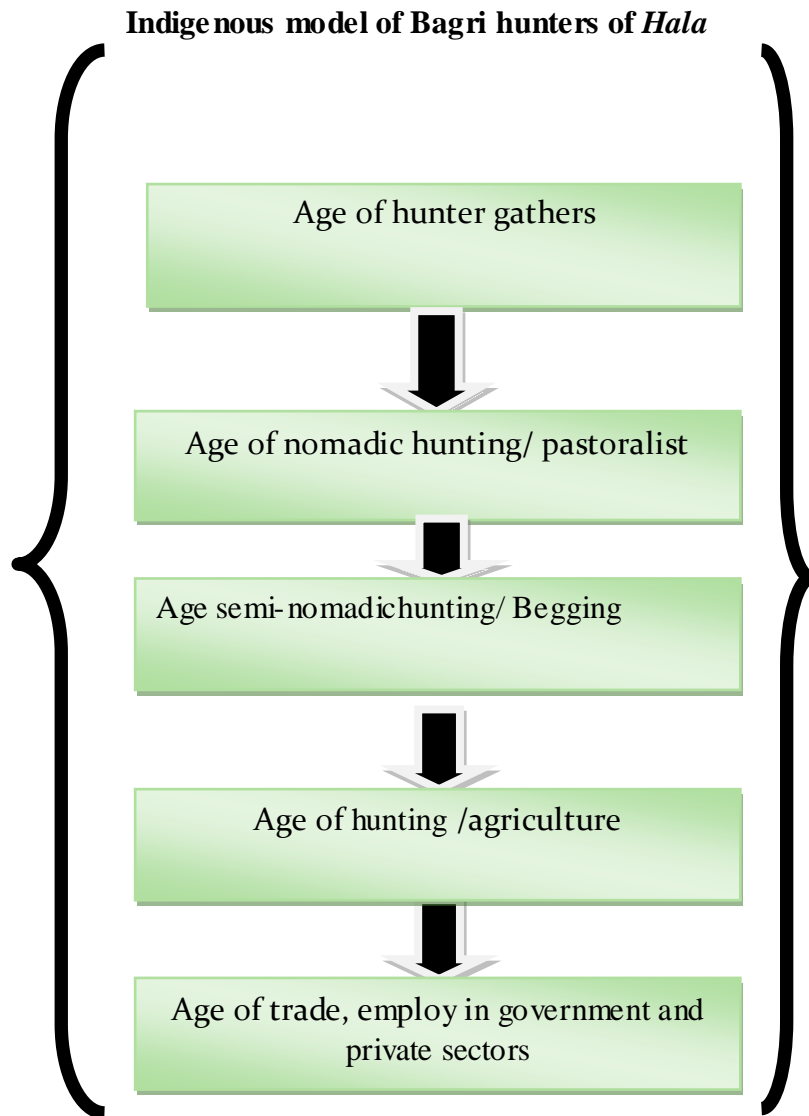 Indigenous model of Bagri hunters of Hala
Age of hunter gathers
Age of nomadic hunting/ pastoralist
Age semi-nomadichunting/ Begging
Age of hunting /agriculture
Age of trade, employ in government and
private sectors